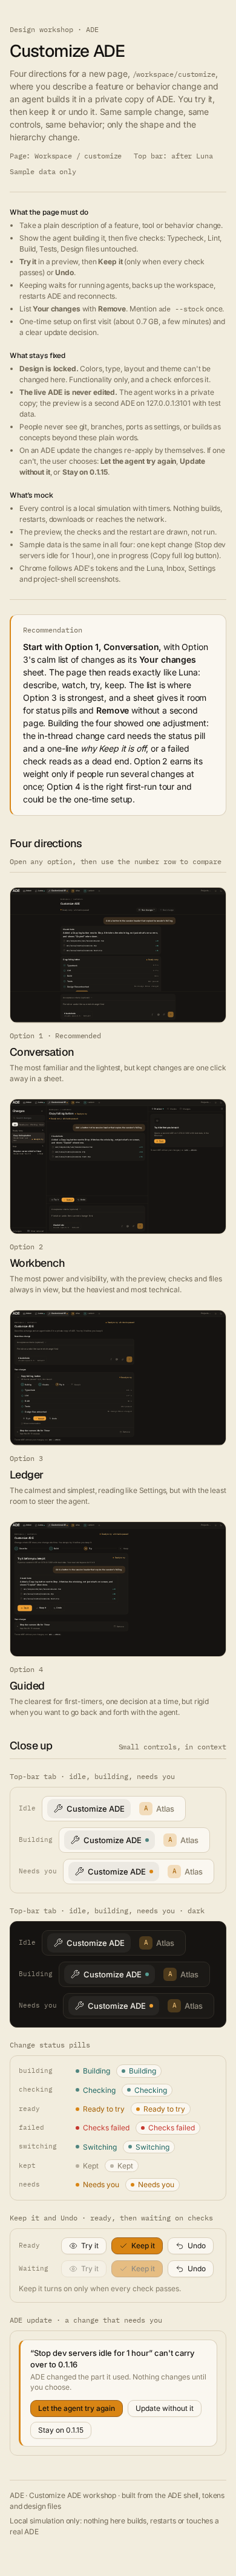 Design workshop · ADE
Customize ADE
Four directions for a new page, /workspace/customize,
where you describe a feature or behavior change and
an agent builds it in a private copy of ADE. You try it,
then keep it or undo it. Same sample change, same
controls, same behavior; only the shape and the
hierarchy change.
Page: Workspace / customize Top bar: after Luna
Sample data only
What the page must do
• Take a plain description of a feature, tool or behavior change.
• Show the agent building it, then five checks: Typecheck, Lint,
Build, Tests, Design files untouched.
• Try it in a preview, then Keep it (only when every check
passes) or Undo.
• Keeping waits for running agents, backs up the workspace,
restarts ADE and reconnects.
• List Your changes with Remove. Mention ade --stock once.
• One-time setup on first visit (about 0.7 GB, a few minutes) and
a clear update decision.
What stays fixed
• Design is locked. Colors, type, layout and theme can't be
changed here. Functionality only, and a check enforces it.
• The live ADE is never edited. The agent works in a private
copy; the preview is a second ADE on 127.0.0.1:3101 with test
data.
• People never see git, branches, ports as settings, or builds as
concepts beyond these plain words.
• On an ADE update the changes re-apply by themselves. If one
can't, the user chooses: Let the agent try again, Update
without it, or Stay on 0.1.15.
What's mock
• Every control is a local simulation with timers. Nothing builds,
restarts, downloads or reaches the network.
• The preview, the checks and the restart are drawn, not run.
• Sample data is the same in all four: one kept change (Stop dev
servers idle for 1 hour), one in progress (Copy full log button).
• Chrome follows ADE's tokens and the Luna, Inbox, Settings
and project-shell screenshots.
Recommendation
Start with Option 1, Conversation, with Option
3's calm list of changes as its Your changes
sheet. The page then reads exactly like Luna:
describe, watch, try, keep. The list is where
Option 3 is strongest, and a sheet gives it room
for status pills and Remove without a second
page. Building the four showed one adjustment:
the in-thread change card needs the status pill
and a one-line why Keep it is off, or a failed
check reads as a dead end. Option 2 earns its
weight only if people run several changes at
once; Option 4 is the right first-run tour and
could be the one-time setup.
Four directions
Open any option, then use the number row to compare
Option 1 · Recommended
Conversation
The most familiar and the lightest, but kept changes are one click
away in a sheet.
Option 2
Workbench
The most power and visibility, with the preview, checks and files
always in view, but the heaviest and most technical.
Option 3
Ledger
The calmest and simplest, reading like Settings, but with the least
room to steer the agent.
Option 4
Guided
The clearest for first-timers, one decision at a time, but rigid
when you want to go back and forth with the agent.
Close up
Small controls, in context
Top-bar tab · idle, building, needs you
Idle Customize ADE A Atlas
Building Customize ADE A Atlas
Needs you Customize ADE A Atlas
Top-bar tab · idle, building, needs you · dark
Idle Customize ADE A Atlas
Building Customize ADE A Atlas
Needs you Customize ADE A Atlas
Change status pills
building Building Building
checking Checking Checking
ready Ready to try Ready to try
failed Checks failed Checks failed
switching Switching Switching
kept Kept Kept
needs Needs you Needs you
Keep it and Undo · ready, then waiting on checks
Ready Try it Keep it Undo
Waiting Try it Keep it Undo
Keep it turns on only when every check passes.
ADE update · a change that needs you
“Stop dev servers idle for 1 hour” can't carry
over to 0.1.16
ADE changed the part it used. Nothing changes until
you choose.
Let the agent try again Update without it
Stay on 0.1.15
ADE · Customize ADE workshop · built from the ADE shell, tokens
and design files
Local simulation only: nothing here builds, restarts or touches a
real ADE